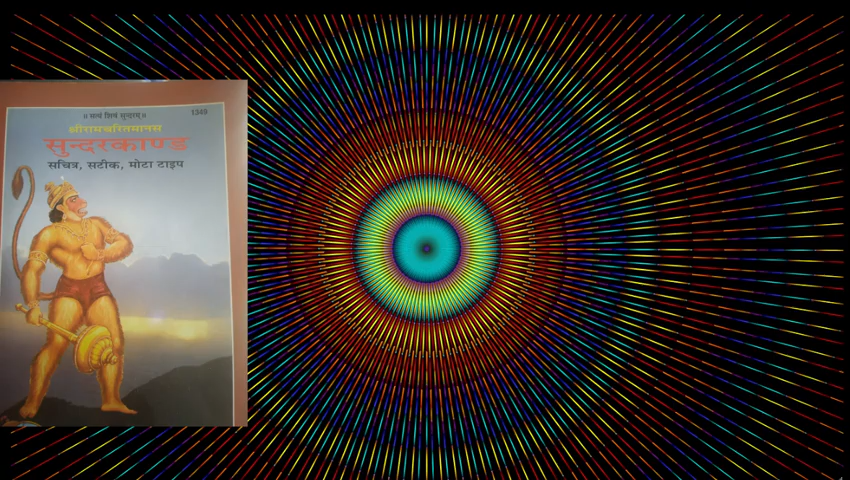 ॥ सत्यं शिवं सुन्दरम् ॥ 1349
श्रीरामचरितमानस
सुन्दरकाण्ड
सचित्र, सटीक, मोटा टाइप